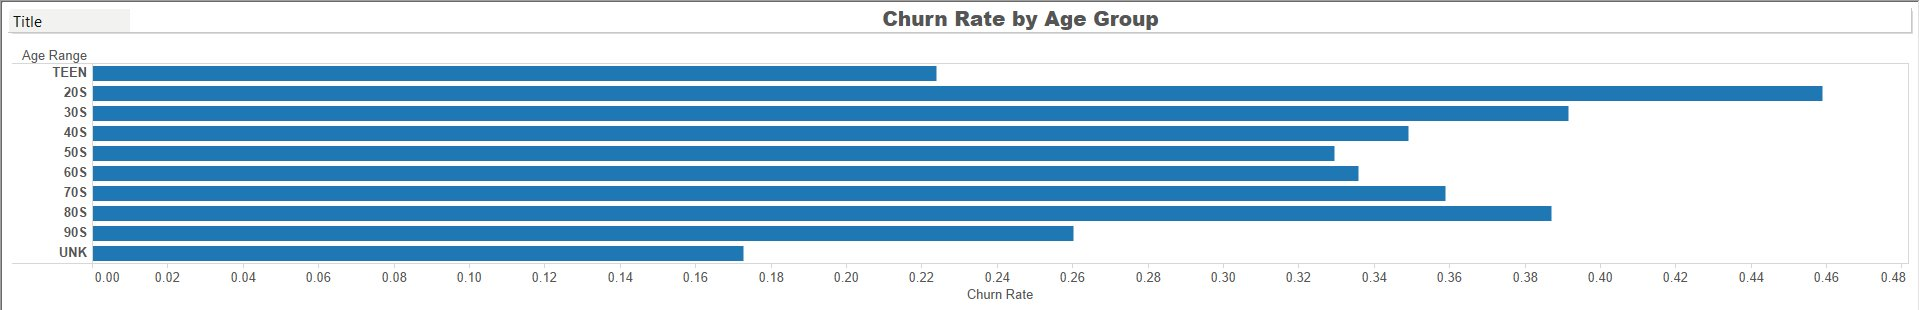 Title
Churn Rate by Age Group
Age Range
TEEN
20S
30S
40S
50S
60S
70S
80S
90S
UNK
0.00 0.02 0.04 0.06 0.08 0.10 0.12 0.14 0.16 0.18 0.20 0.22 0.24 0.26 0.28 0.30 0.32 0.34 0.36 0.38 0.40 0.42 0.44 0.46 0.48
Churn Rate